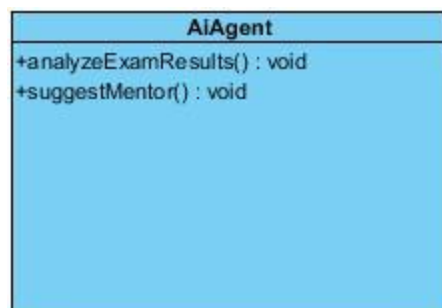 AiAgent
+analyzeExamResults() : void
+suggestMentor() : void